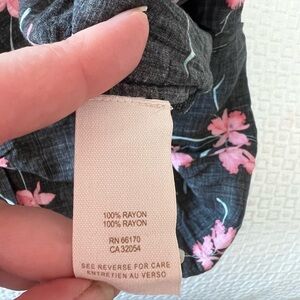 100% RAYON
100% RAYON
RN 66170
CA 32054
SEE REVERSE FOR CARE
ENTRETIEN AU VERSO